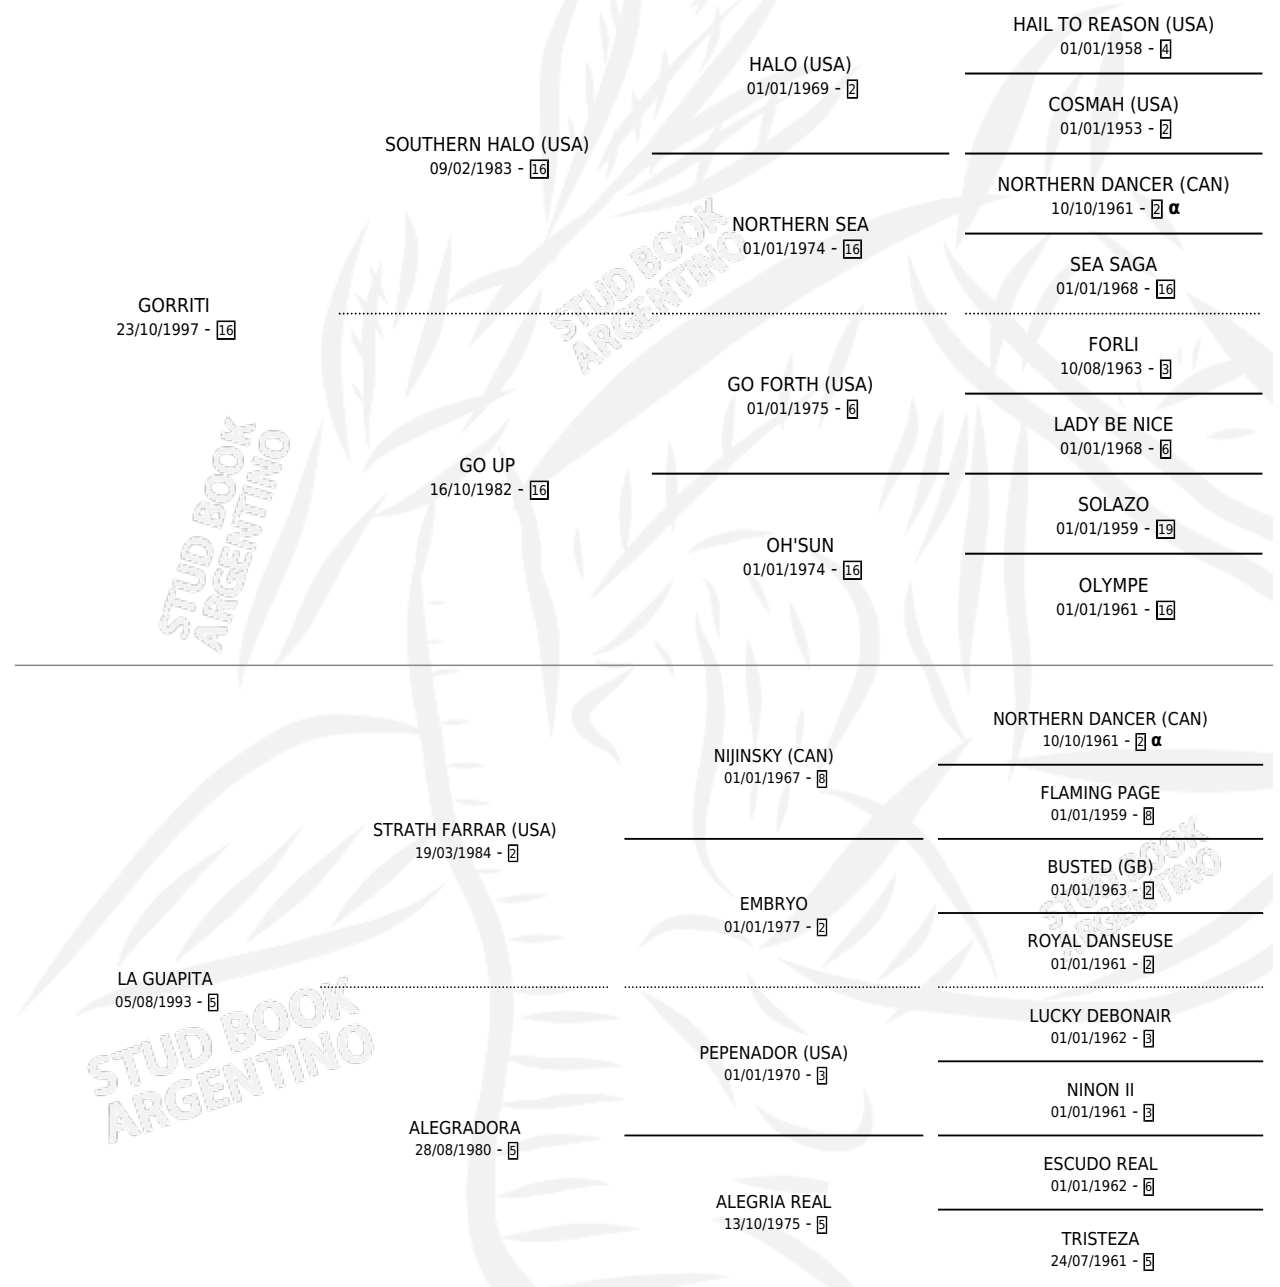 HAIL TO REASON (USA)
01/01/1958 - 4
HALO (USA)
01/01/1969 - 2
COSMAH (USA)
01/01/1953 - 2
SOUTHERN HALO (USA)
09/02/1983 - 16
NORTHERN DANCER (CAN)
10/10/1961 - 2 α
NORTHERN SEA
01/01/1974 - 16
SEA SAGA
01/01/1968 - 16
GORRITI
23/10/1997 - 16
FORLI
10/08/1963 - 3
GO FORTH (USA)
01/01/1975 - 6
LADY BE NICE
01/01/1968 - 6
GO UP
16/10/1982 - 16
SOLAZO
01/01/1959 - 19
OH'SUN
01/01/1974 - 16
OLYMPE
01/01/1961 - 16
STUD BOOK
ARGENTINO
STUD BOOK
ARGENTINO
NORTHERN DANCER (CAN)
10/10/1961 - 2 α
NIJINSKY (CAN)
01/01/1967 - 8
FLAMING PAGE
01/01/1959 - 8
STRATH FARRAR (USA)
19/03/1984 - 2
BUSTED (GB)
01/01/1963 - 2
EMBRYO
01/01/1977 - 2
ROYAL DANSEUSE
01/01/1961 - 2
LA GUAPITA
05/08/1993 - 5
LUCKY DEBONAIR
01/01/1962 - 3
PEPENADOR (USA)
01/01/1970 - 3
NINON II
01/01/1961 - 3
ALEGRADORA
28/08/1980 - 5
ESCUDO REAL
01/01/1962 - 6
ALEGRIA REAL
13/10/1975 - 5
TRISTEZA
24/07/1961 - 5
STUD BOOK
ARGENTINO
STUD BOOK
ARGENTINO